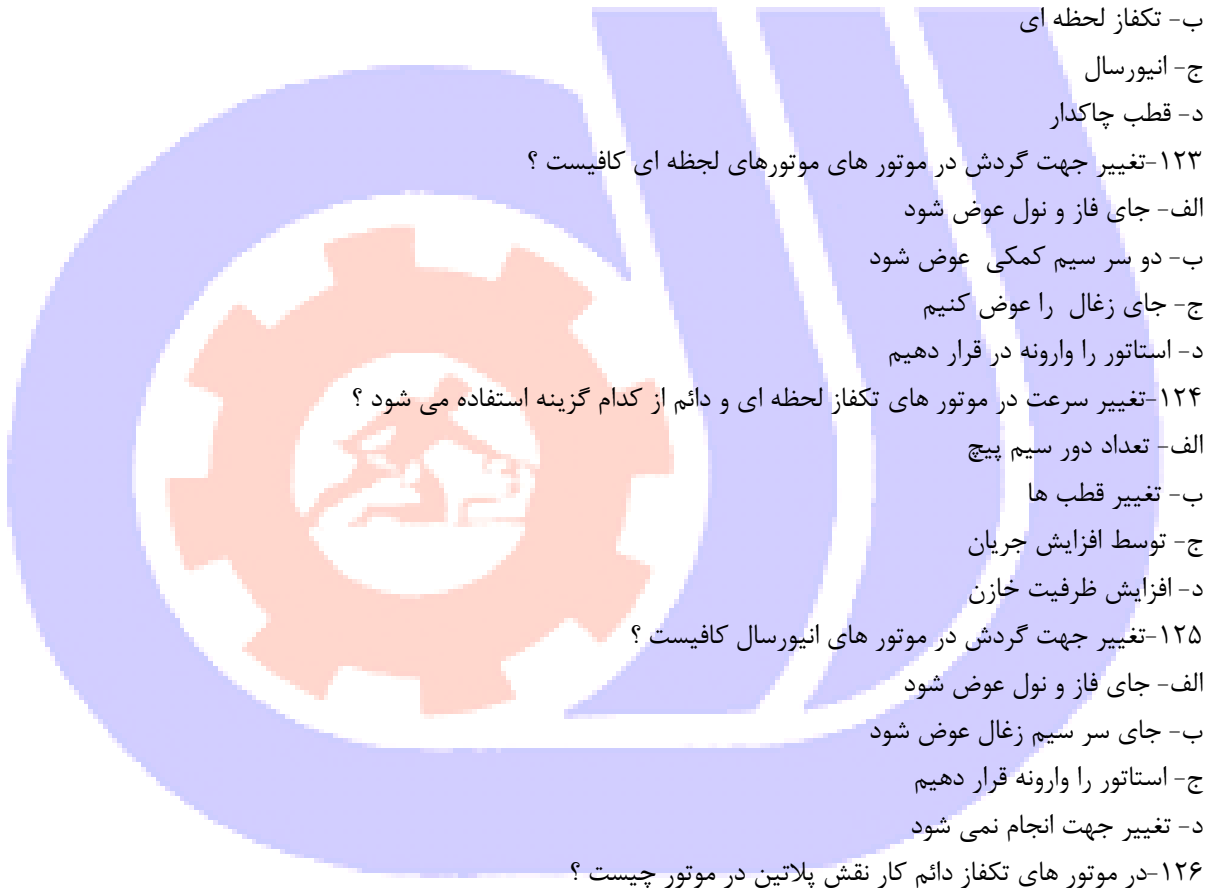 ب- تکفاز لحظه ای
ج- انیورسال
د- قطب چاکدار
۱۲۳-تغییر جهت گردش در موتور های موتورهای لجظه ای کافیست ؟
الف- جای فاز و نول عوض شود
ب- دو سر سیم کمکی عوض شود
ج- جای زغال را عوض کنیم
د- استاتور را وارونه در قرار دهیم
۱۲۴-تغییر سرعت در موتور های تکفاز لحظه ای و دائم از کدام گزینه استفاده می شود ؟
الف- تعداد دور سیم پیچ
ب- تغییر قطب ها
ج- توسط افزایش جریان
د- افزایش ظرفیت خازن
۱۲۵-تغییر جهت گردش در موتور های انیورسال کافیست ؟
الف- جای فاز و نول عوض شود
ب- جای سر سیم زغال عوض شود
ج- استاتور را وارونه قرار دهیم
د- تغییر جهت انجام نمی شود
۱۲۶-در موتور های تکفاز دائم کار نقش پلاتین در موتور چیست ؟